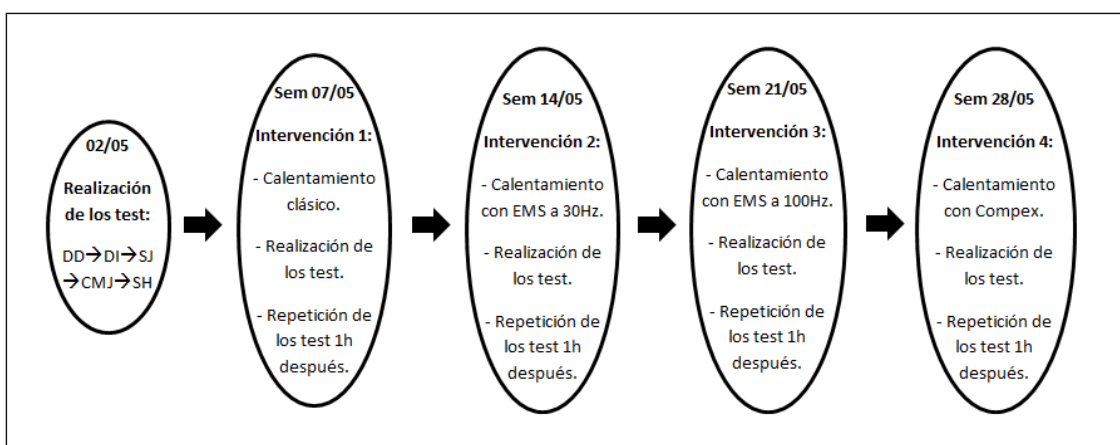 02/05
Realización
de los test:
DD→DI→SJ
→CMJ→SH
Sem 07/05
Intervención 1:
- Calentamiento
clásico.
- Realización de
los test.
- Repetición de
los test 1h
después.
Sem 14/05
Intervención 2:
- Calentamiento
con EMS a 30Hz.
- Realización de
los test.
- Repetición de
los test 1h
después.
Sem 21/05
Intervención 3:
- Calentamiento
con EMS a 100Hz.
- Realización de
los test.
- Repetición de
los test 1h
después.
Sem 28/05
Intervención 4:
- Calentamiento
con Compex.
- Realización de
los test.
- Repetición de
los test 1h
después.